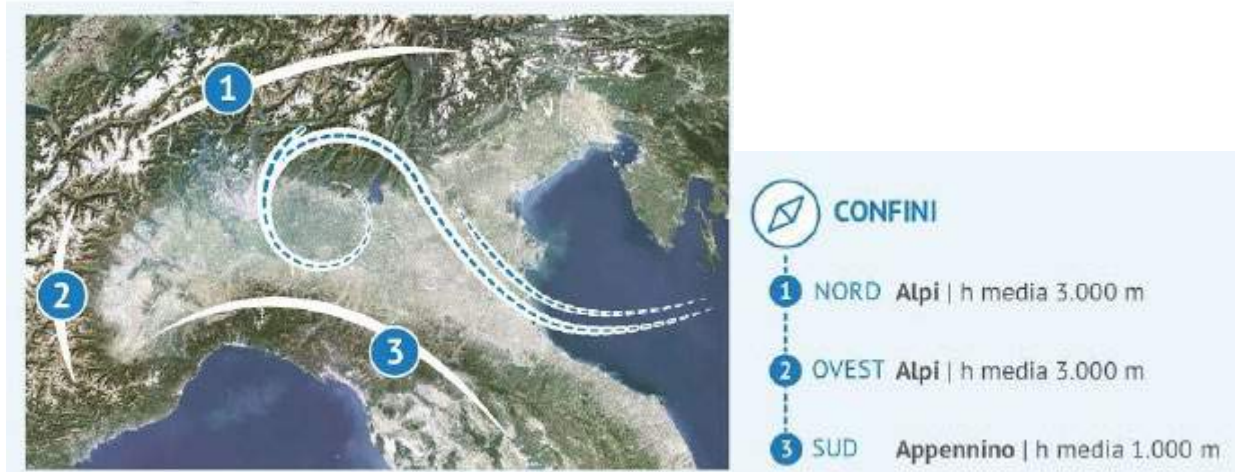 1
2
3
CONFINI
1 NORD Alpi | h media 3.000 m
2 OVEST Alpi | h media 3.000 m
3 SUD Appennino | h media 1.000 m